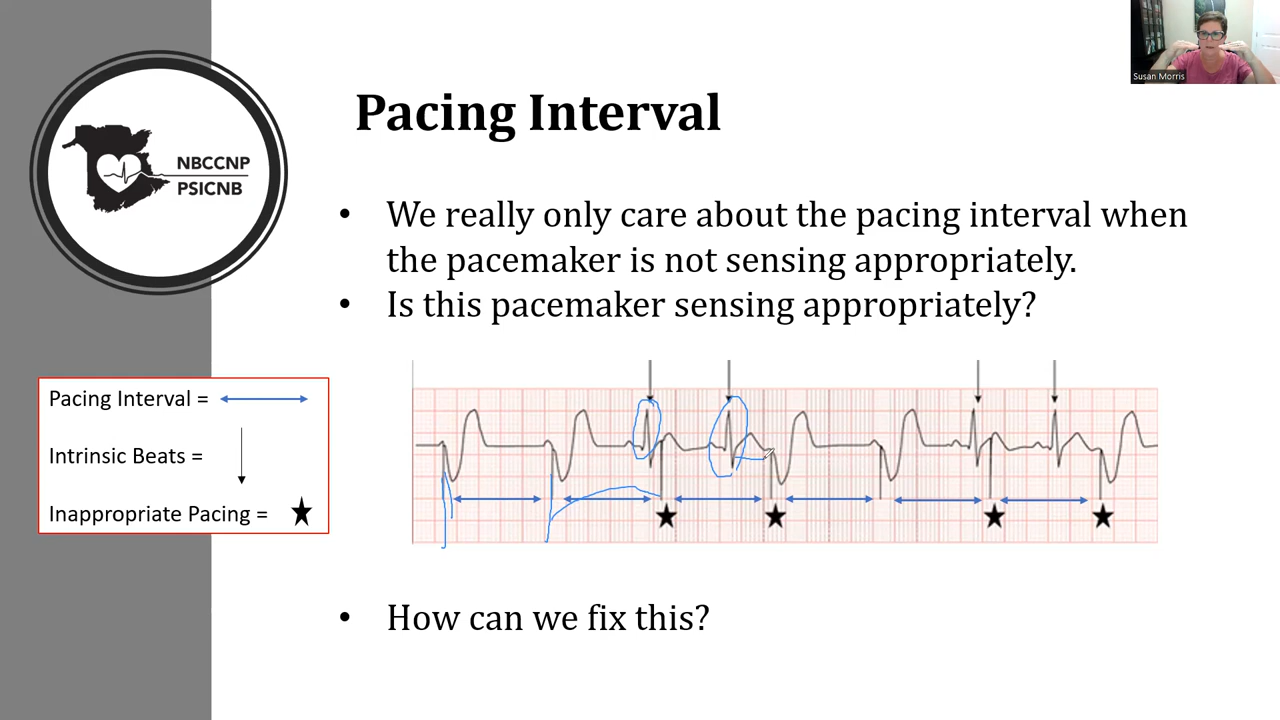 Susan Morris
NBCCNP
PSICNB
Pacing Interval
• We really only care about the pacing interval when
the pacemaker is not sensing appropriately.
• Is this pacemaker sensing appropriately?
Pacing Interval =
Intrinsic Beats =
Inappropriate Pacing =
• How can we fix this?